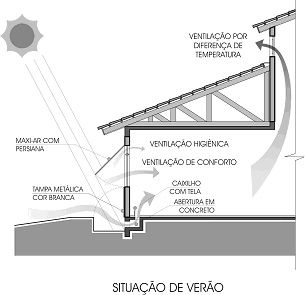 VENTILAÇÃO POR
DIFERENÇA DE
TEMPERATURA
MAXI-AR COM
PERSIANA
VENTILAÇÃO HIGIÊNICA
VENTILAÇÃO DE CONFORTO
TAMPA METÁLICA
COR BRANCA
CAIXILHO
COM TELA
ABERTURA EM
CONCRETO
SITUAÇÃO DE VERÃO